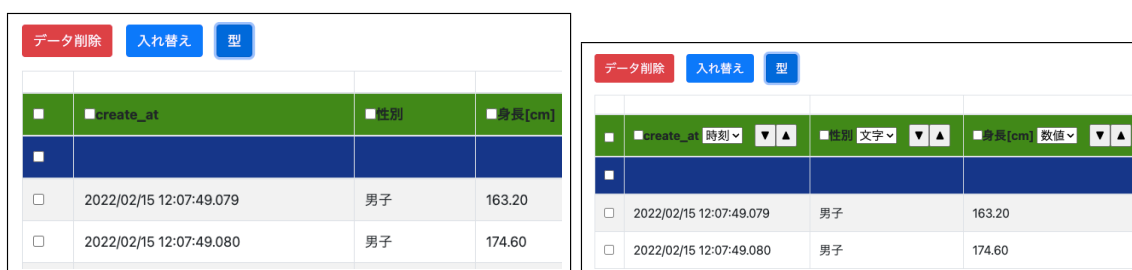 データ削除 入れ替え 型
create_at 性別 身長[cm]
2022/02/15 12:07:49.079 男子 163.20
2022/02/15 12:07:49.080 男子 174.60
データ削除 入れ替え 型
create_at 時刻 ▼ ▲ 性別 文字 ▼ ▲ 身長[cm] 数値 ▼ ▲
2022/02/15 12:07:49.079 男子 163.20
2022/02/15 12:07:49.080 男子 174.60